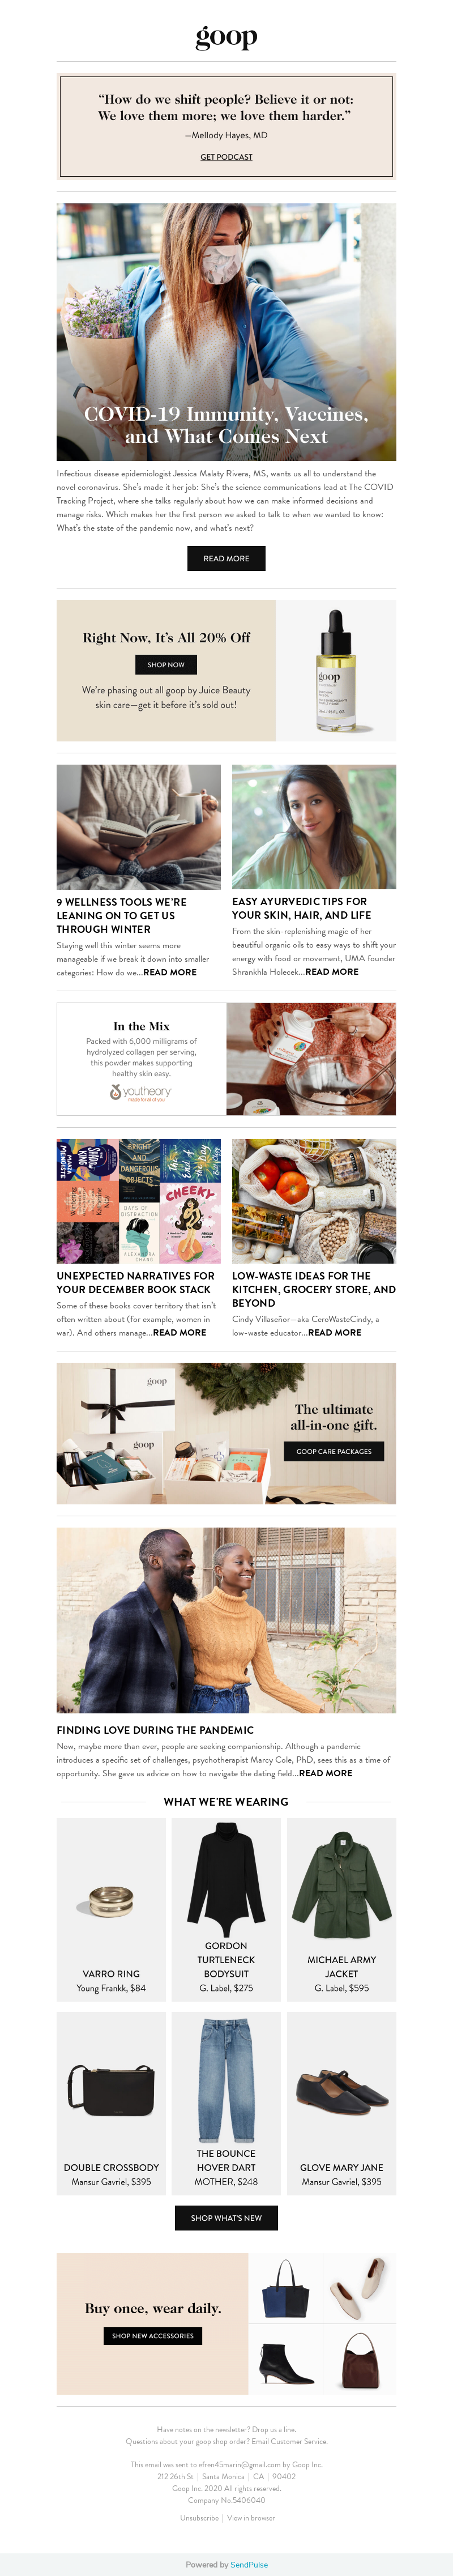 goop
“How do we shift people? Believe it or not:
We love them more; we love them harder.”
—Mellody Hayes, MD
GET PODCAST
COVID-19 Immunity, Vaccines,
and What Comes Next
Infectious disease epidemiologist Jessica Malaty Rivera, MS, wants us all to understand the
novel coronavirus. She’s made it her job: She’s the science communications lead at The COVID
Tracking Project, where she talks regularly about how we can make informed decisions and
manage risks. Which makes her the first person we asked to talk to when we wanted to know:
What’s the state of the pandemic now, and what’s next?
READ MORE
Right Now, It’s All 20% Off
SHOP NOW
We’re phasing out all goop by Juice Beauty
skin care—get it before it’s sold out!
goop
9 WELLNESS TOOLS WE’RE
LEANING ON TO GET US
THROUGH WINTER
Staying well this winter seems more
manageable if we break it down into smaller
categories: How do we...READ MORE
EASY AYURVEDIC TIPS FOR
YOUR SKIN, HAIR, AND LIFE
From the skin-replenishing magic of her
beautiful organic oils to easy ways to shift your
energy with food or movement, UMA founder
Shrankhla Holecek...READ MORE
In the Mix
Packed with 6,000 milligrams of
hydrolyzed collagen per serving,
this powder makes supporting
healthy skin easy.
youtheory
made for all of you
BRIGHT
AND
DANGEROUS
OBJECTS
DAYS OF
DISTRACTION
ALEXANDRA
CHANG
CHEEKY
UNEXPECTED NARRATIVES FOR
YOUR DECEMBER BOOK STACK
Some of these books cover territory that isn’t
often written about (for example, women in
war). And others manage...READ MORE
LOW-WASTE IDEAS FOR THE
KITCHEN, GROCERY STORE, AND
BEYOND
Cindy Villaseñor—aka CeroWasteCindy, a
low-waste educator...READ MORE
goop
goop
The ultimate
all-in-one gift.
GOOP CARE PACKAGES
FINDING LOVE DURING THE PANDEMIC
Now, maybe more than ever, people are seeking companionship. Although a pandemic
introduces a specific set of challenges, psychotherapist Marcy Cole, PhD, sees this as a time of
opportunity. She gave us advice on how to navigate the dating field...READ MORE
WHAT WE'RE WEARING
VARRO RING
Young Frankk, $84
GORDON
TURTLENECK
BODYSUIT
G. Label, $275
MICHAEL ARMY
JACKET
G. Label, $595
DOUBLE CROSSBODY
Mansur Gavriel, $395
THE BOUNCE
HOVER DART
MOTHER, $248
GLOVE MARY JANE
Mansur Gavriel, $395
SHOP WHAT’S NEW
Buy once, wear daily.
SHOP NEW ACCESSORIES
Have notes on the newsletter? Drop us a line.
Questions about your goop shop order? Email Customer Service.
This email was sent to efren45marin@gmail.com by Goop Inc.
212 26th St | Santa Monica | CA | 90402
Goop Inc. 2020 All rights reserved.
Company No.5406040
Unsubscribe | View in browser
Powered by SendPulse